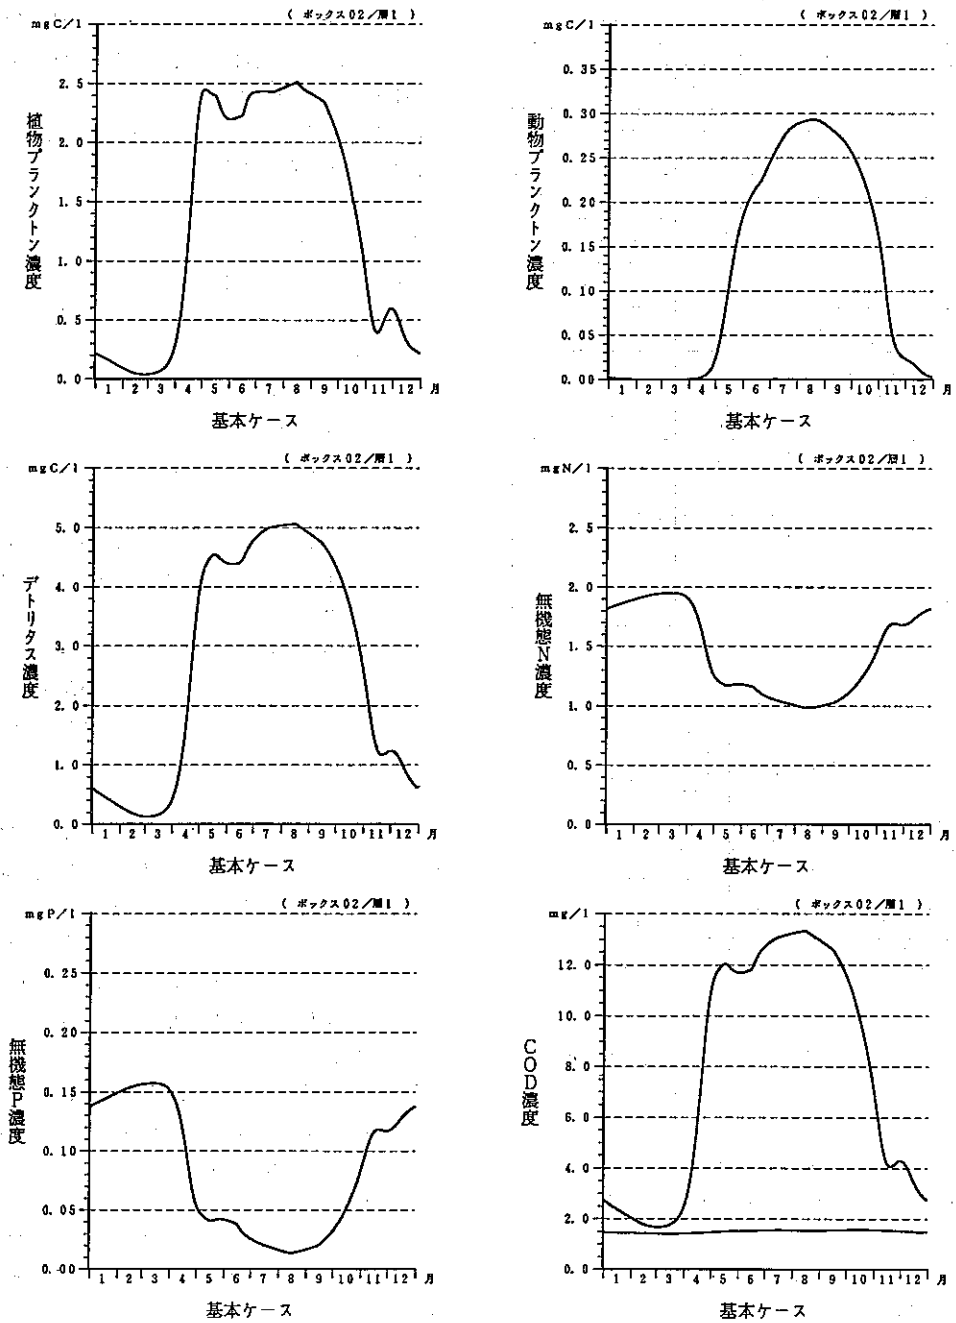 ( ボックス02／層1 )
mgC/l
2.5
2.0
1.5
1.0
0.5
0.0
植物プランクトン濃度
1 2 3 4 5 6 7 8 9 10 11 12 月
基本ケース
( ボックス02／層1 )
mgC/l
0.35
0.30
0.25
0.20
0.15
0.10
0.05
0.00
動物プランクトン濃度
1 2 3 4 5 6 7 8 9 10 11 12 月
基本ケース
( ボックス02／層1 )
mgC/l
5.0
4.0
3.0
2.0
1.0
0.0
デトリタス濃度
1 2 3 4 5 6 7 8 9 10 11 12 月
基本ケース
( ボックス02／層1 )
mgN/l
2.5
2.0
1.5
1.0
0.5
0.0
無機態N濃度
1 2 3 4 5 6 7 8 9 10 11 12 月
基本ケース
( ボックス02／層1 )
mgP/l
0.25
0.20
0.15
0.10
0.05
0.00
無機態P濃度
1 2 3 4 5 6 7 8 9 10 11 12 月
基本ケース
( ボックス02／層1 )
mg/l
12.0
10.0
8.0
6.0
4.0
2.0
0.0
COD濃度
1 2 3 4 5 6 7 8 9 10 11 12 月
基本ケース